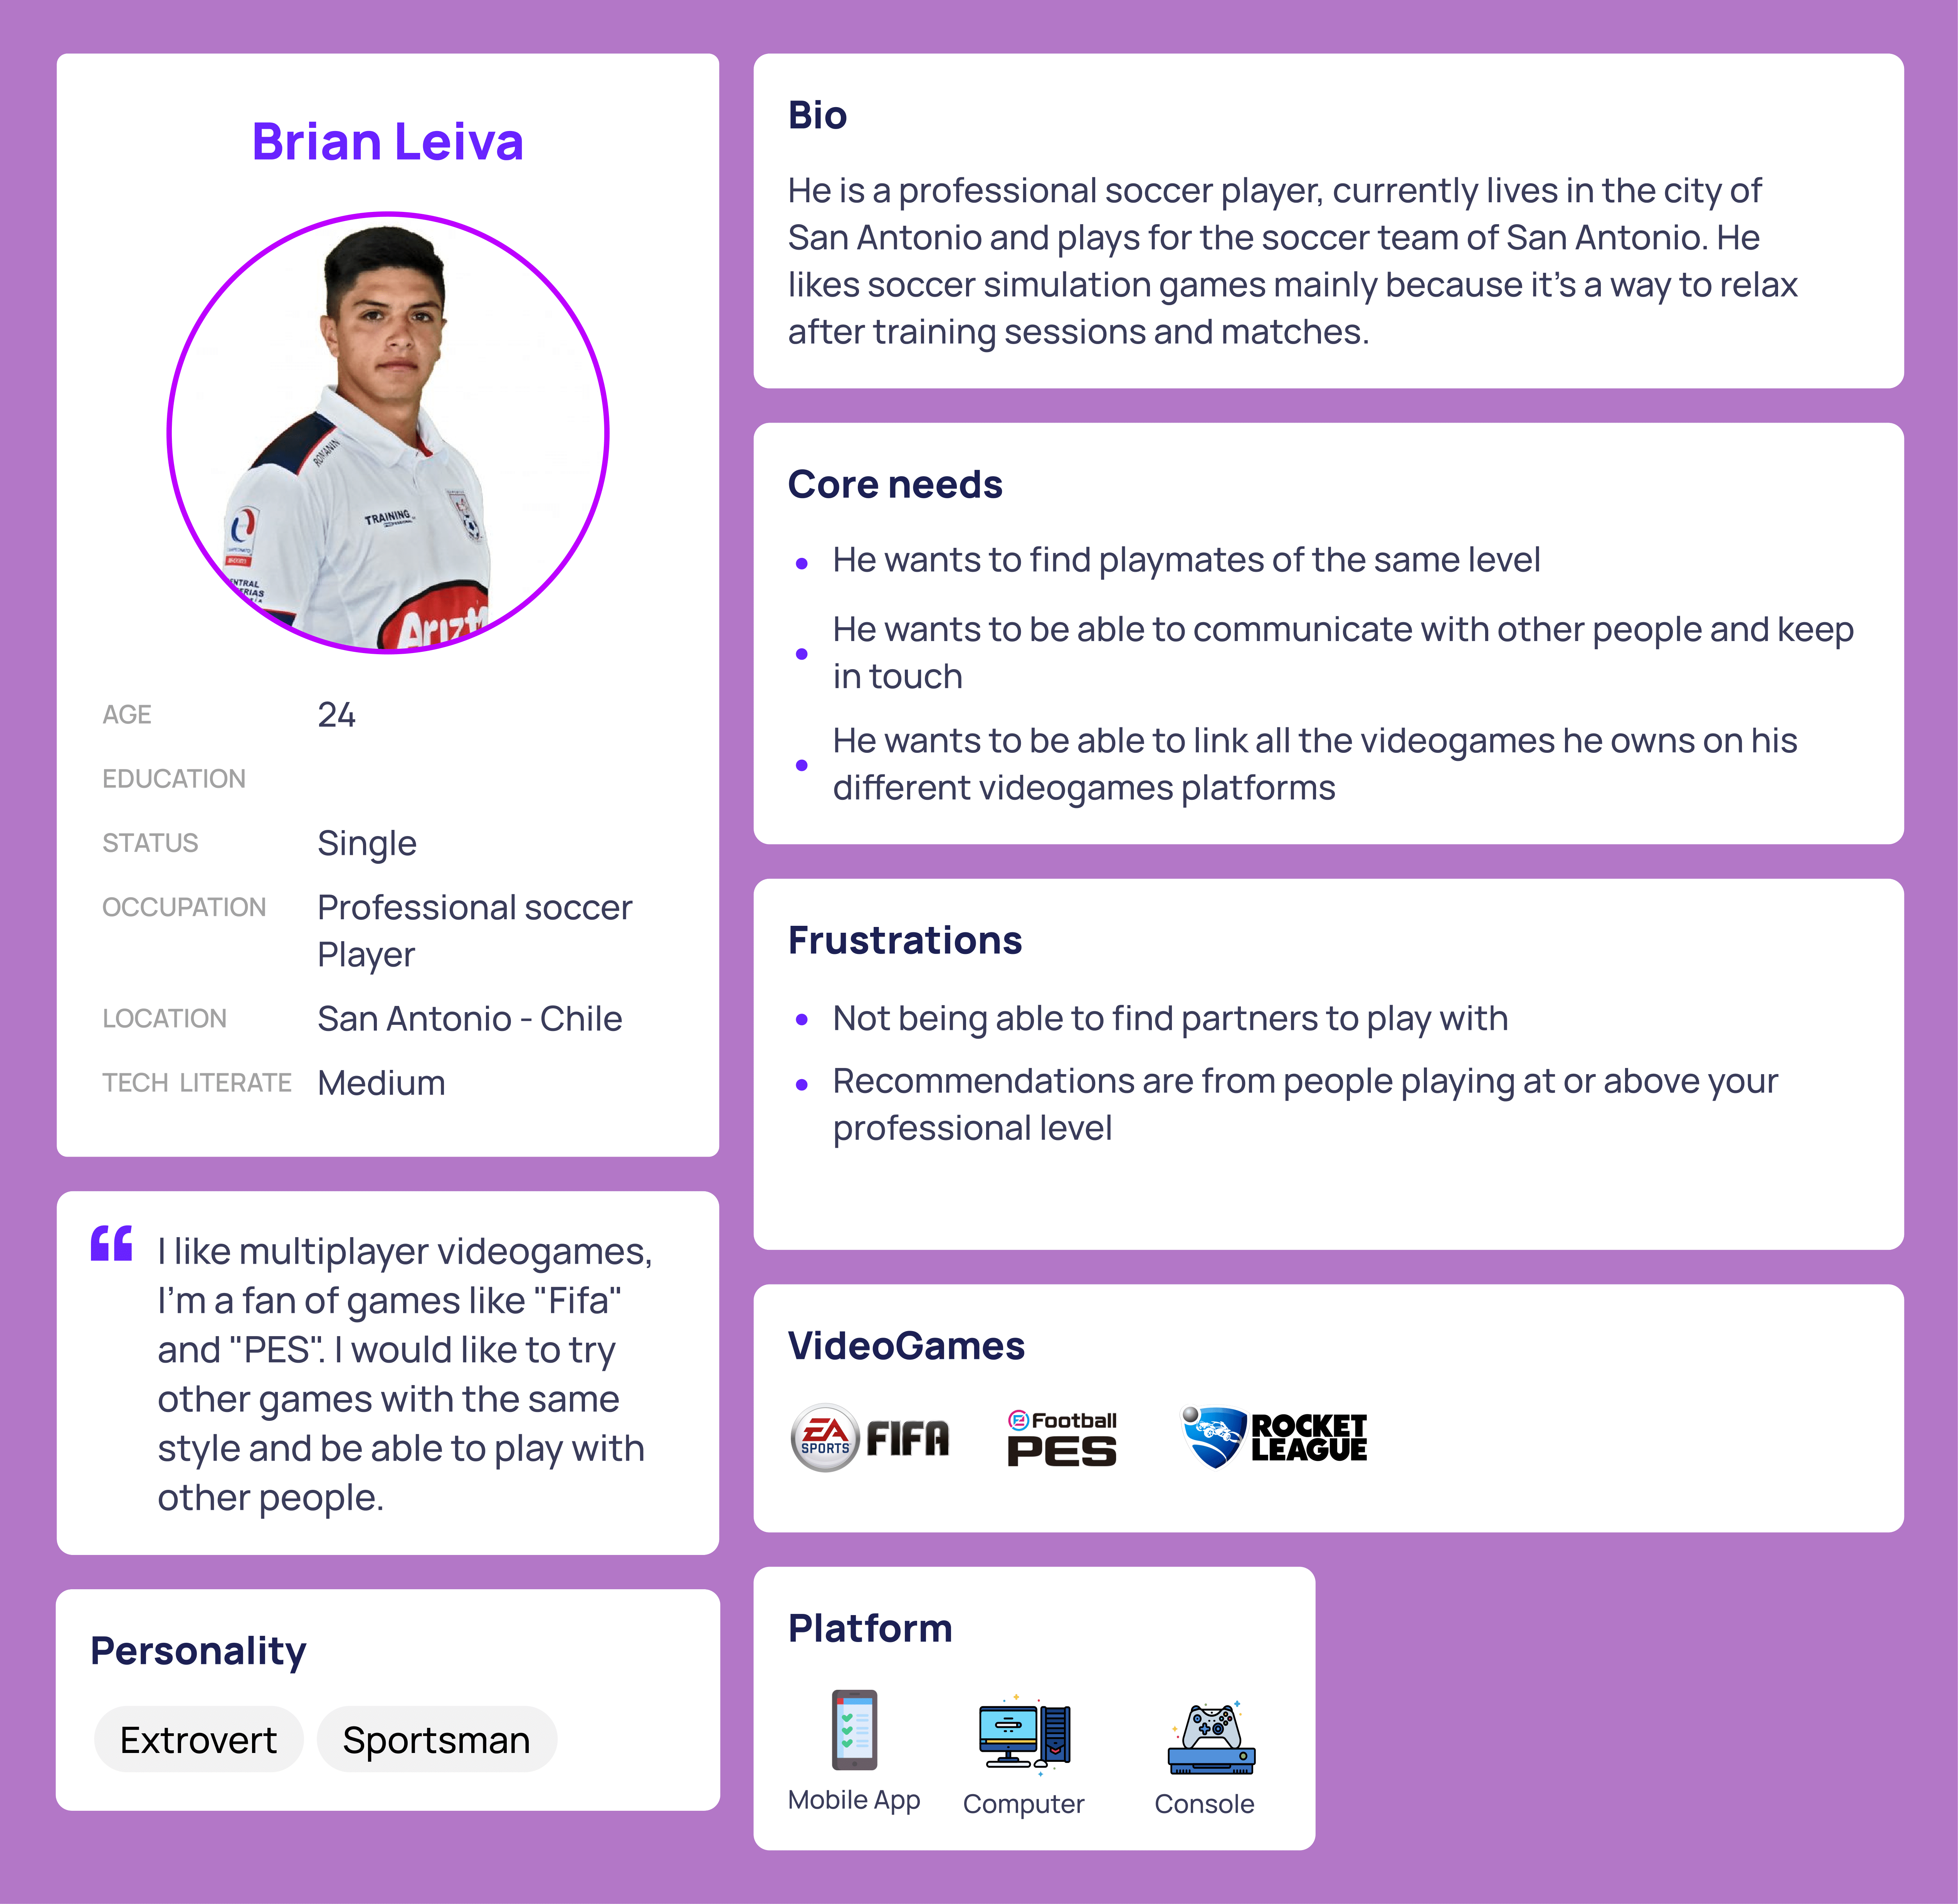 Brian Leiva
ROMANIN
TRAINING
PROFESSIONAL
CAMPEONATO
Arizt
AGE 24
EDUCATION
STATUS Single
OCCUPATION Professional soccer
Player
LOCATION San Antonio - Chile
TECH LITERATE Medium
I like multiplayer videogames,
I’m a fan of games like "Fifa"
and "PES". I would like to try
other games with the same
style and be able to play with
other people.
Personality
Extrovert Sportsman
Bio
He is a professional soccer player, currently lives in the city of
San Antonio and plays for the soccer team of San Antonio. He
likes soccer simulation games mainly because it’s a way to relax
after training sessions and matches.
Core needs
He wants to find playmates of the same level
He wants to be able to communicate with other people and keep
in touch
He wants to be able to link all the videogames he owns on his
different videogames platforms
Frustrations
Not being able to find partners to play with
Recommendations are from people playing at or above your
professional level
VideoGames
EA SPORTS FIFA
eFootball
PES
ROCKET
LEAGUE
Platform
Mobile App Computer Console